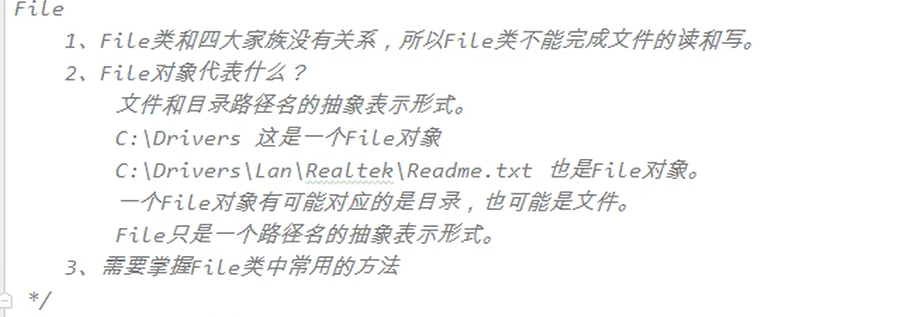 File
1、File类和四大家族没有关系，所以File类不能完成文件的读和写。
2、File对象代表什么？
文件和目录路径名的抽象表示形式。
C:\Drivers 这是一个File对象
C:\Drivers\Lan\Realtek\Readme.txt 也是File对象。
一个File对象有可能对应的是目录，也可能是文件。
File只是一个路径名的抽象表示形式。
3、需要掌握File类中常用的方法
*/